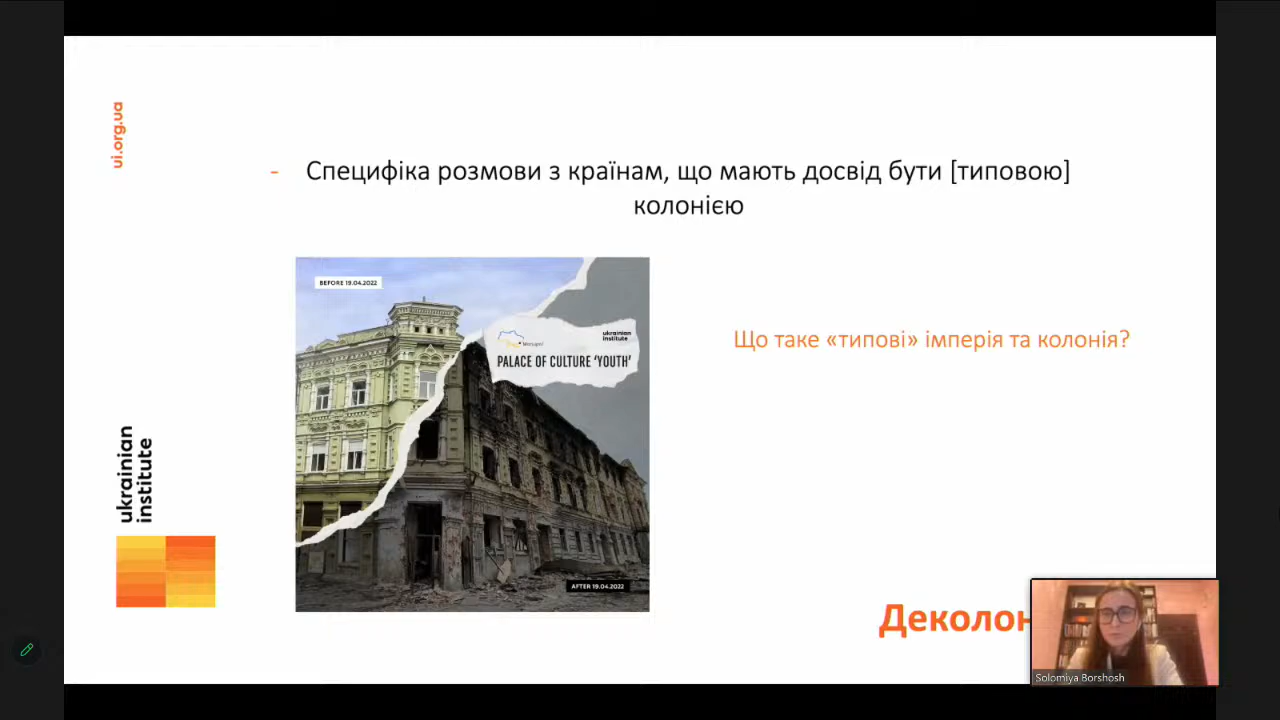 ui.org.ua
- Специфіка розмови з країнам, що мають досвід бути [типовою]
колонією
BEFORE 19.04.2022
Mariupol
ukrainian
institute
PALACE OF CULTURE 'YOUTH'
Що таке «типові» імперія та колонія?
ukrainian
institute
AFTER 19.04.2022
Деколон
Solomiya Borshosh